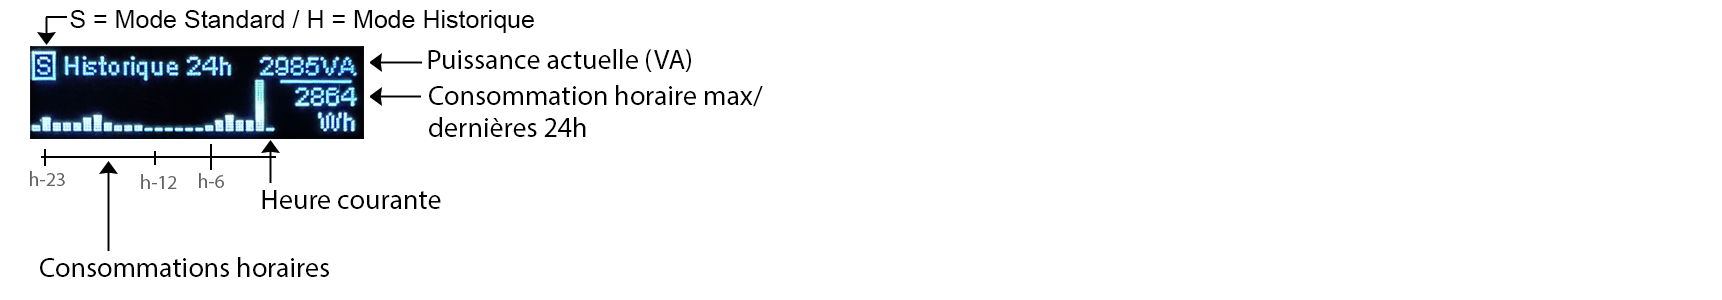 S = Mode Standard / H = Mode Historique
S Historique 24h 2985VA
Puissance actuelle (VA)
2864
Wh
Consommation horaire max/
dernières 24h
h-23 h-12 h-6
Heure courante
Consommations horaires